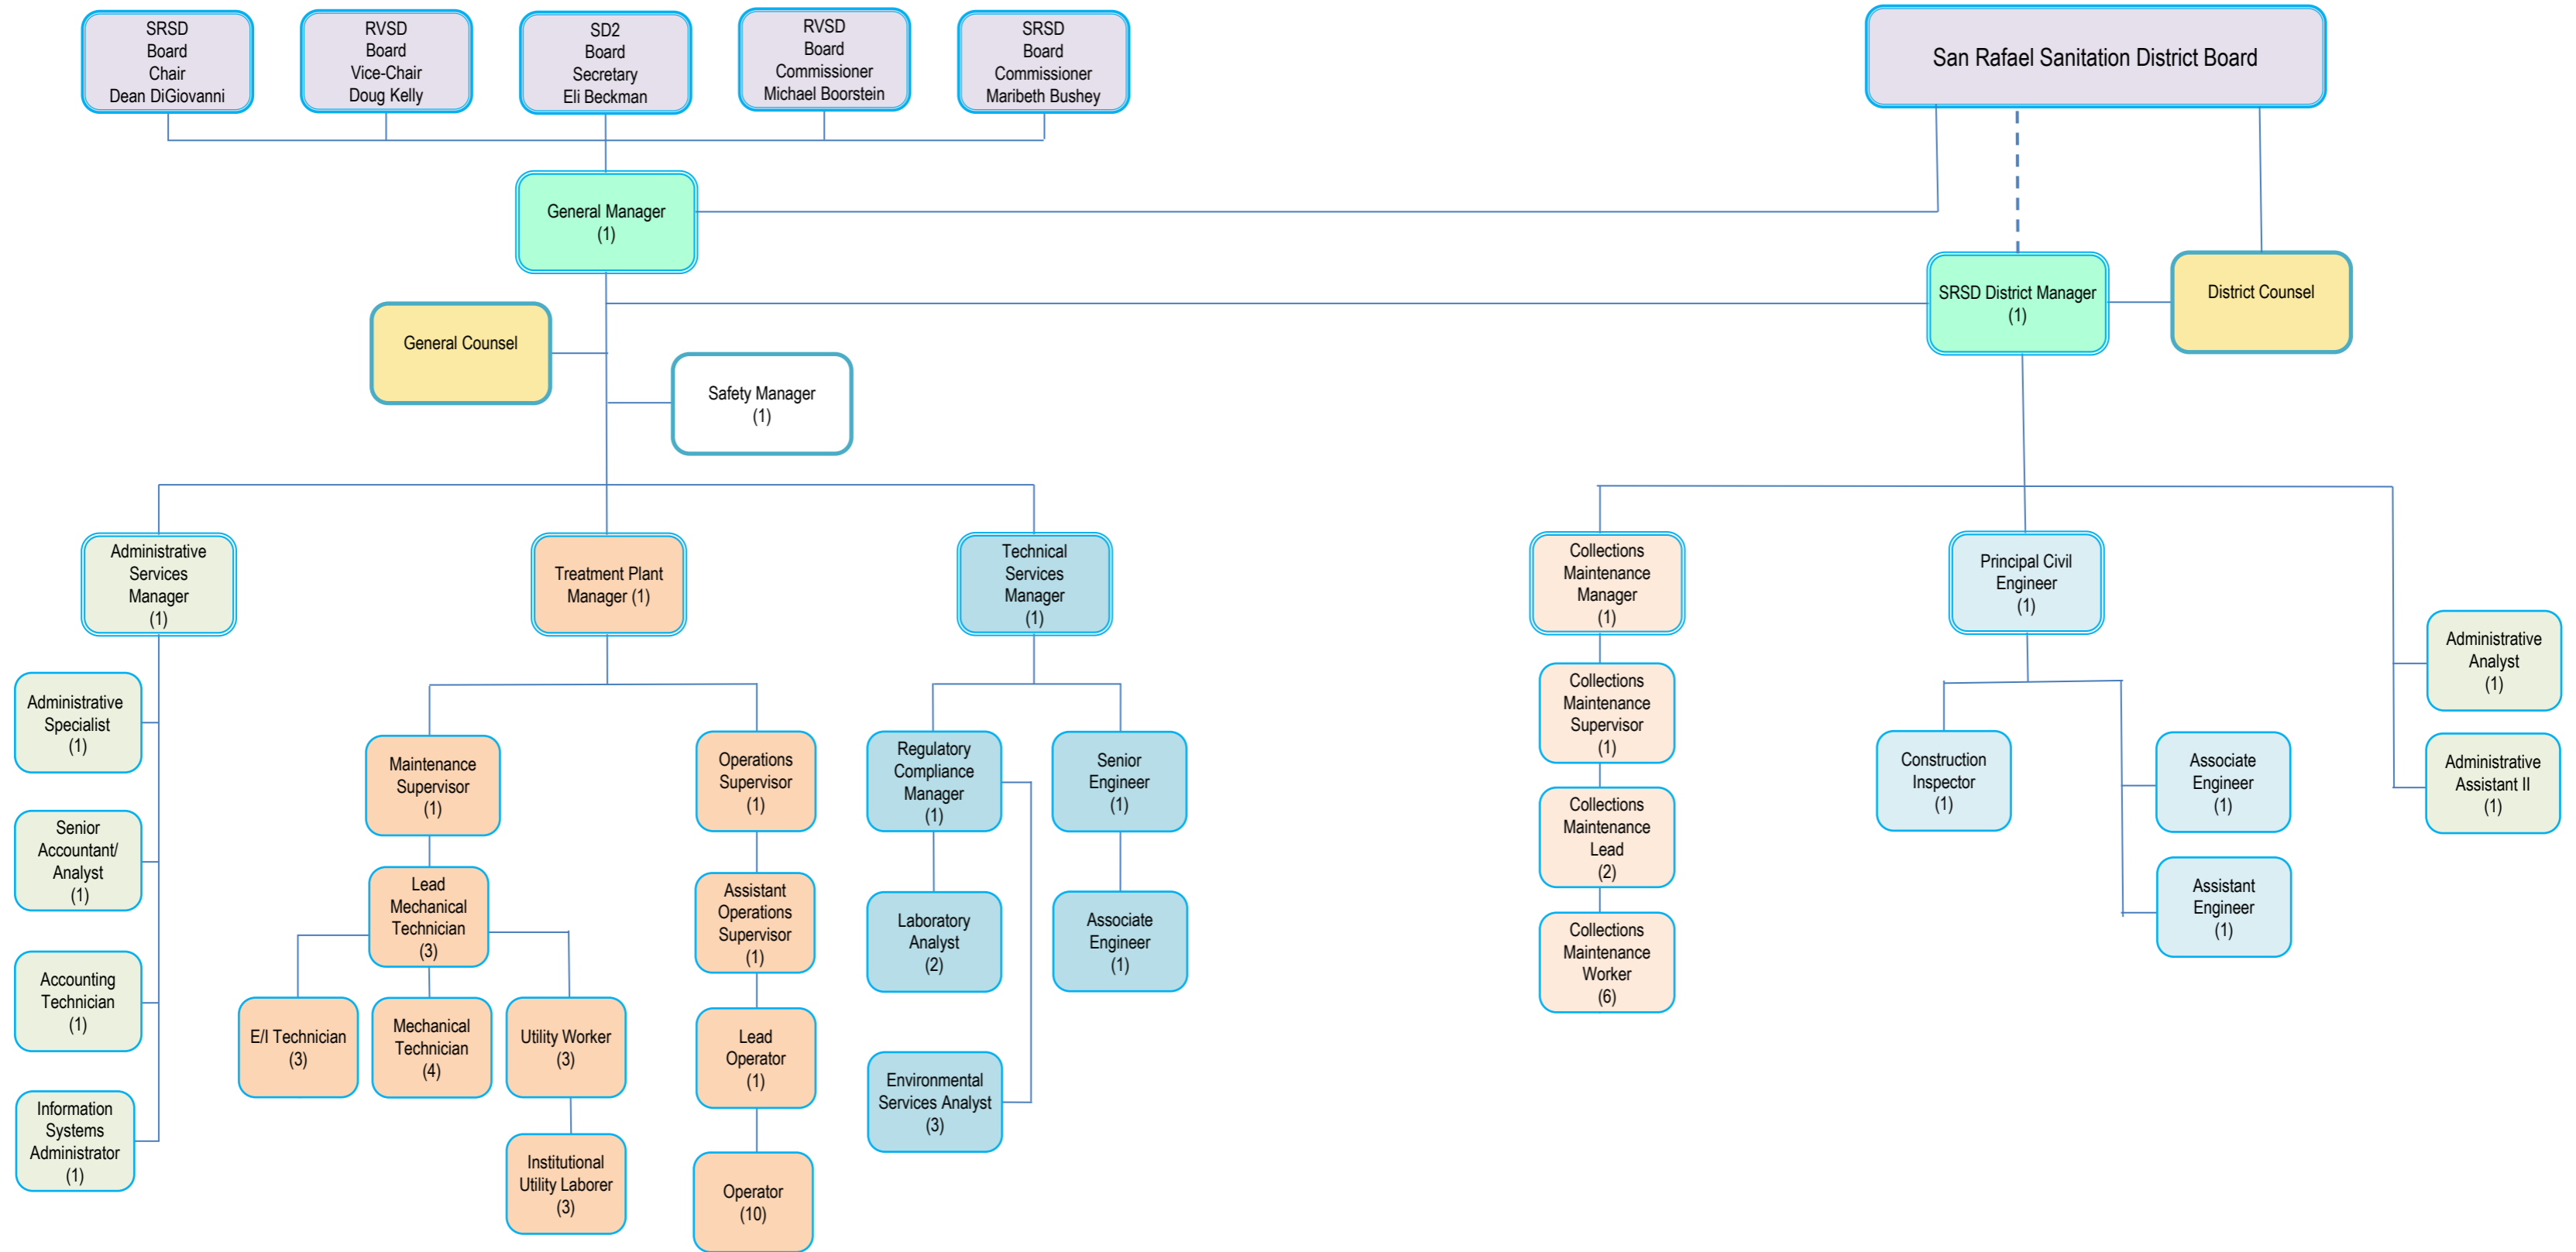 SRSD
Board
Chair
Dean DiGiovanni
RVSD
Board
Vice-Chair
Doug Kelly
SD2
Board
Secretary
Eli Beckman
RVSD
Board
Commissioner
Michael Boorstein
SRSD
Board
Commissioner
Maribeth Bushey
San Rafael Sanitation District Board
General Manager
(1)
SRSD District Manager
(1)
District Counsel
General Counsel
Safety Manager
(1)
Administrative
Services
Manager
(1)
Treatment Plant
Manager (1)
Technical
Services
Manager
(1)
Collections
Maintenance
Manager
(1)
Principal Civil
Engineer
(1)
Administrative
Analyst
(1)
Administrative
Assistant II
(1)
Administrative
Specialist
(1)
Senior
Accountant/
Analyst
(1)
Accounting
Technician
(1)
Information
Systems
Administrator
(1)
Maintenance
Supervisor
(1)
Lead
Mechanical
Technician
(3)
E/I Technician
(3)
Mechanical
Technician
(4)
Utility Worker
(3)
Institutional
Utility Laborer
(3)
Operations
Supervisor
(1)
Assistant
Operations
Supervisor
(1)
Lead
Operator
(1)
Operator
(10)
Regulatory
Compliance
Manager
(1)
Laboratory
Analyst
(2)
Environmental
Services Analyst
(3)
Senior
Engineer
(1)
Associate
Engineer
(1)
Collections
Maintenance
Supervisor
(1)
Collections
Maintenance
Lead
(2)
Collections
Maintenance
Worker
(6)
Construction
Inspector
(1)
Associate
Engineer
(1)
Assistant
Engineer
(1)